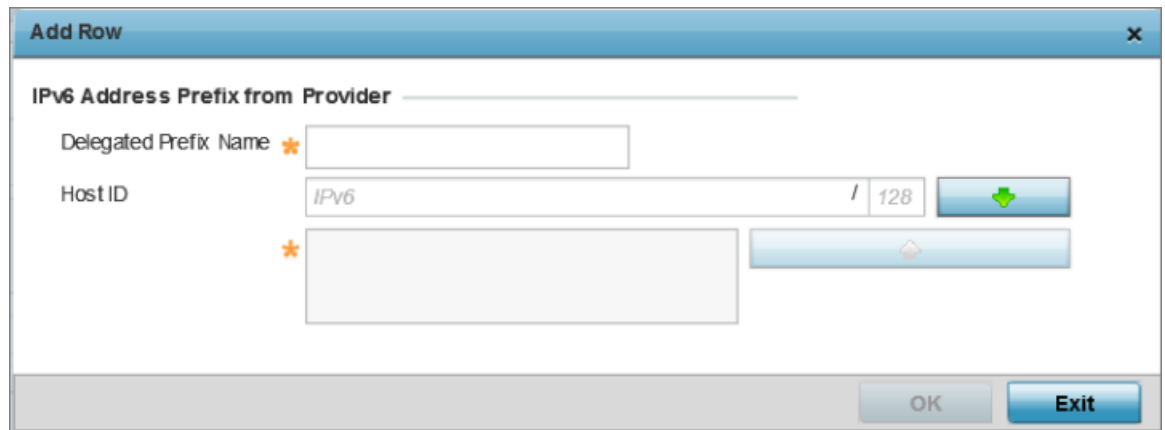 Add Row
IPv6 Address Prefix from Provider
Delegated Prefix Name *
Host ID IPv6 / 128
*
OK Exit